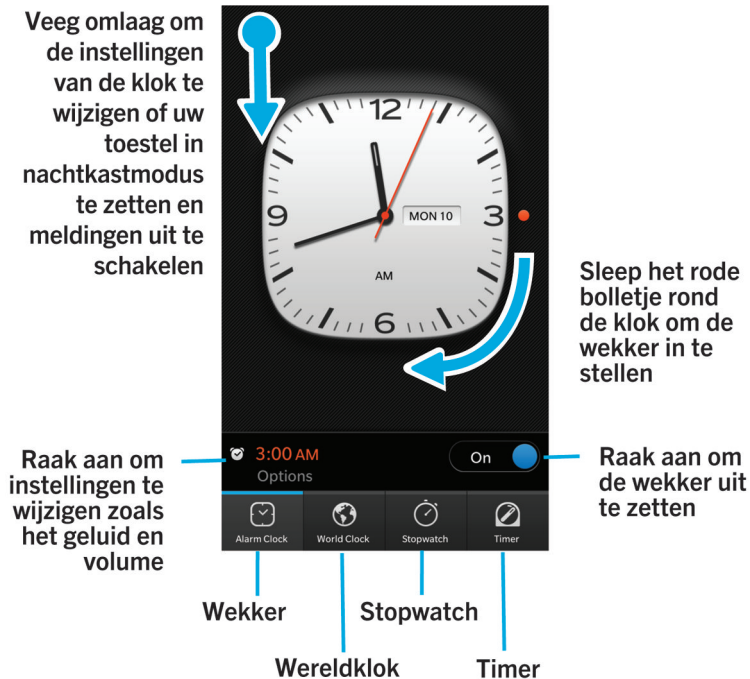 Veeg omlaag om
de instellingen
van de klok te
wijzigen of uw
toestel in
nachtkastmodus
te zetten en
meldingen uit te
schakelen
12
9
MON 10
3
AM
6
Sleep het rode
bolletje rond
de klok om de
wekker in te
stellen
Raak aan om
instellingen te
wijzigen zoals
het geluid en
volume
3:00 AM
Options
On
Raak aan om
de wekker uit
te zetten
Alarm Clock
World Clock
Stopwatch
Timer
Wekker
Stopwatch
Wereldklok
Timer